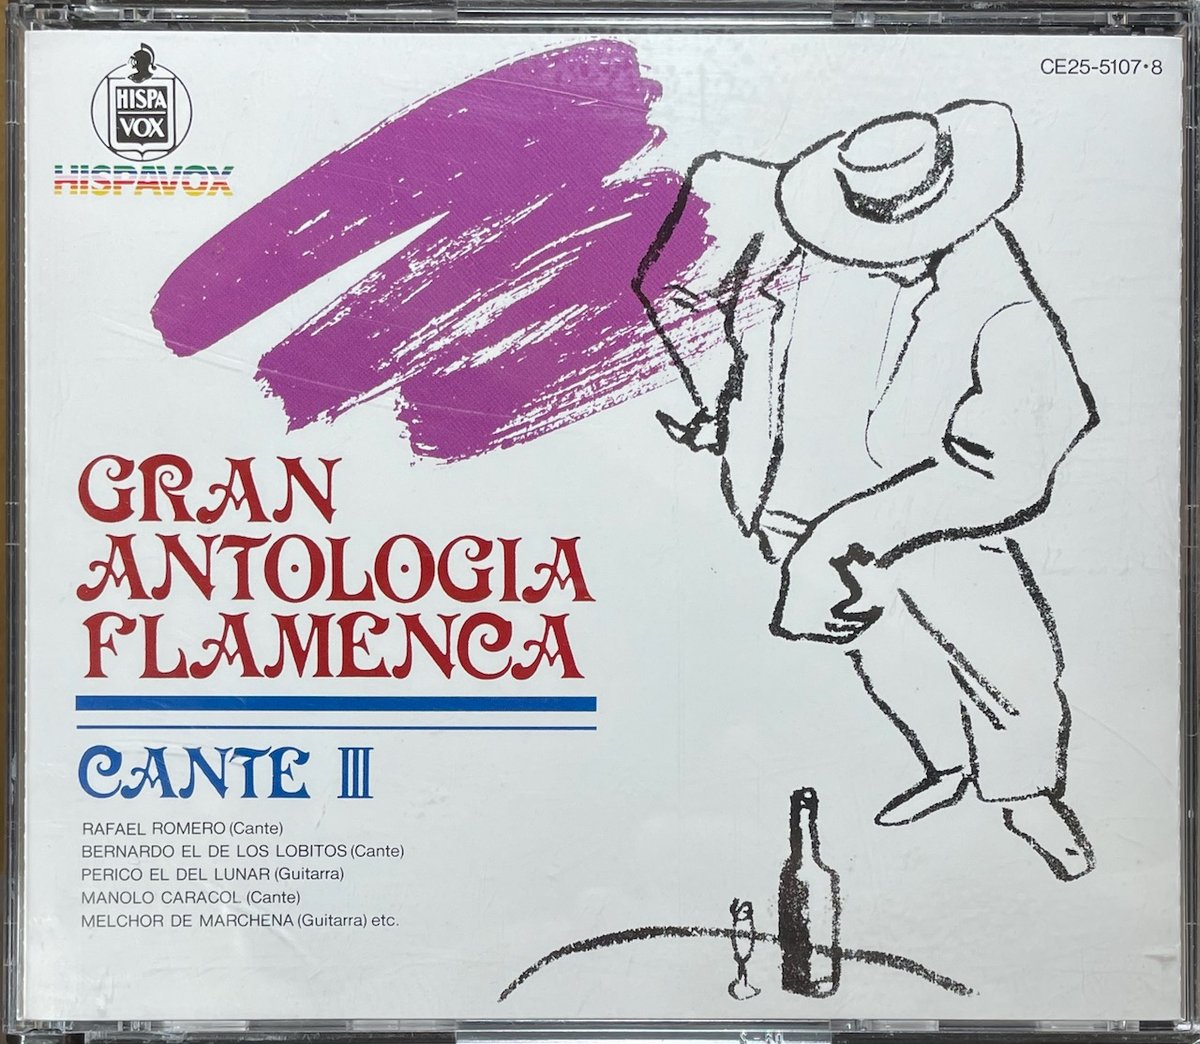 HISPA
VOX
HISPAVOX
CE25-5107•8
GRAN
ANTOLOGIA
FLAMENCA
CANTE III
RAFAEL ROMERO (Cante)
BERNARDO EL DE LOS LOBITOS (Cante)
PERICO EL DEL LUNAR (Guitarra)
MANOLO CARACOL (Cante)
MELCHOR DE MARCHENA (Guitarra) etc.